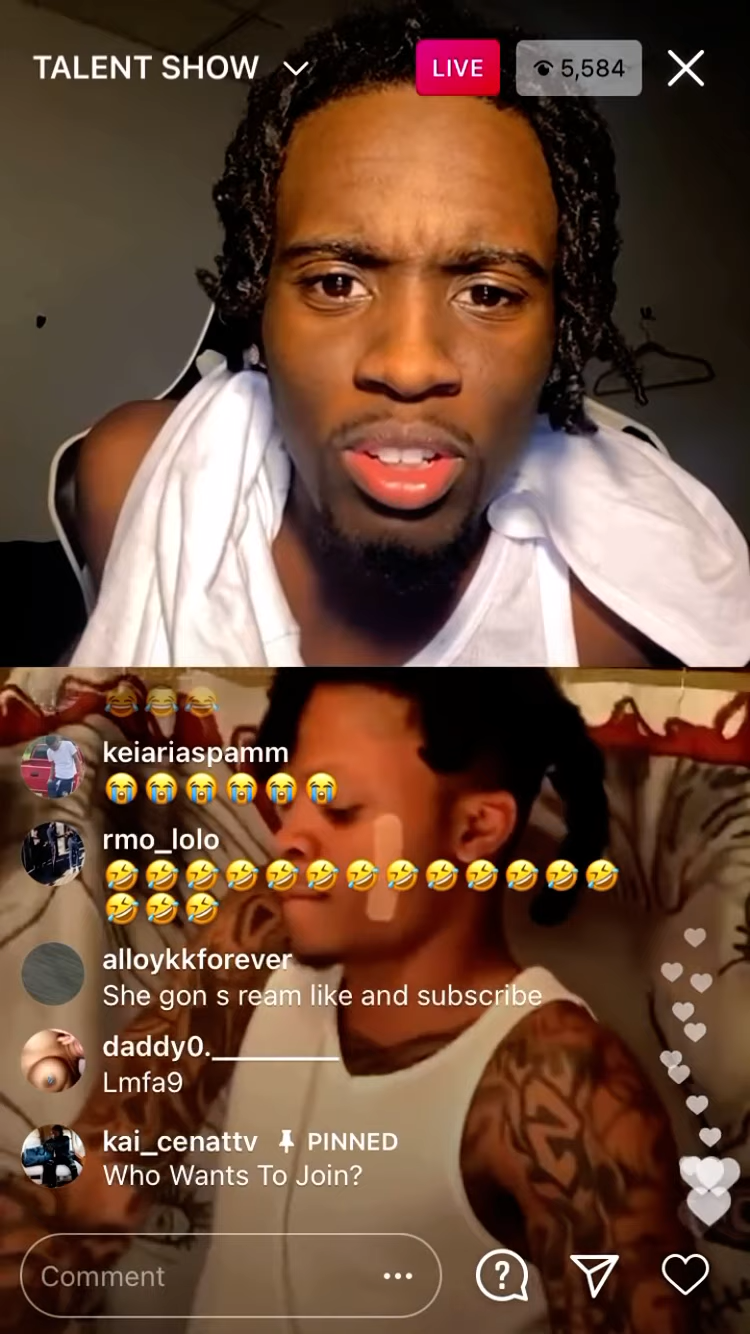 TALENT SHOW
LIVE
5,584
😂😂😂
keiariaspamm
😭😭😭😭😭😭
rmo_lolo
🤣🤣🤣🤣🤣🤣🤣🤣🤣🤣🤣🤣🤣
🤣🤣🤣
alloykkforever
She gon s ream like and subscribe
daddy0.__________
Lmfa9
kai_cenattv PINNED
Who Wants To Join?
Comment